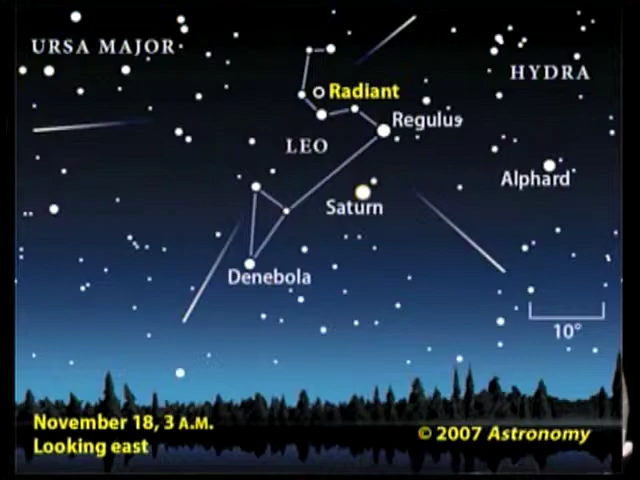 URSA MAJOR
HYDRA
Radiant
Regulus
LEO
Alphard
Saturn
Denebola
10°
November 18, 3 A.M.
Looking east
© 2007 Astronomy